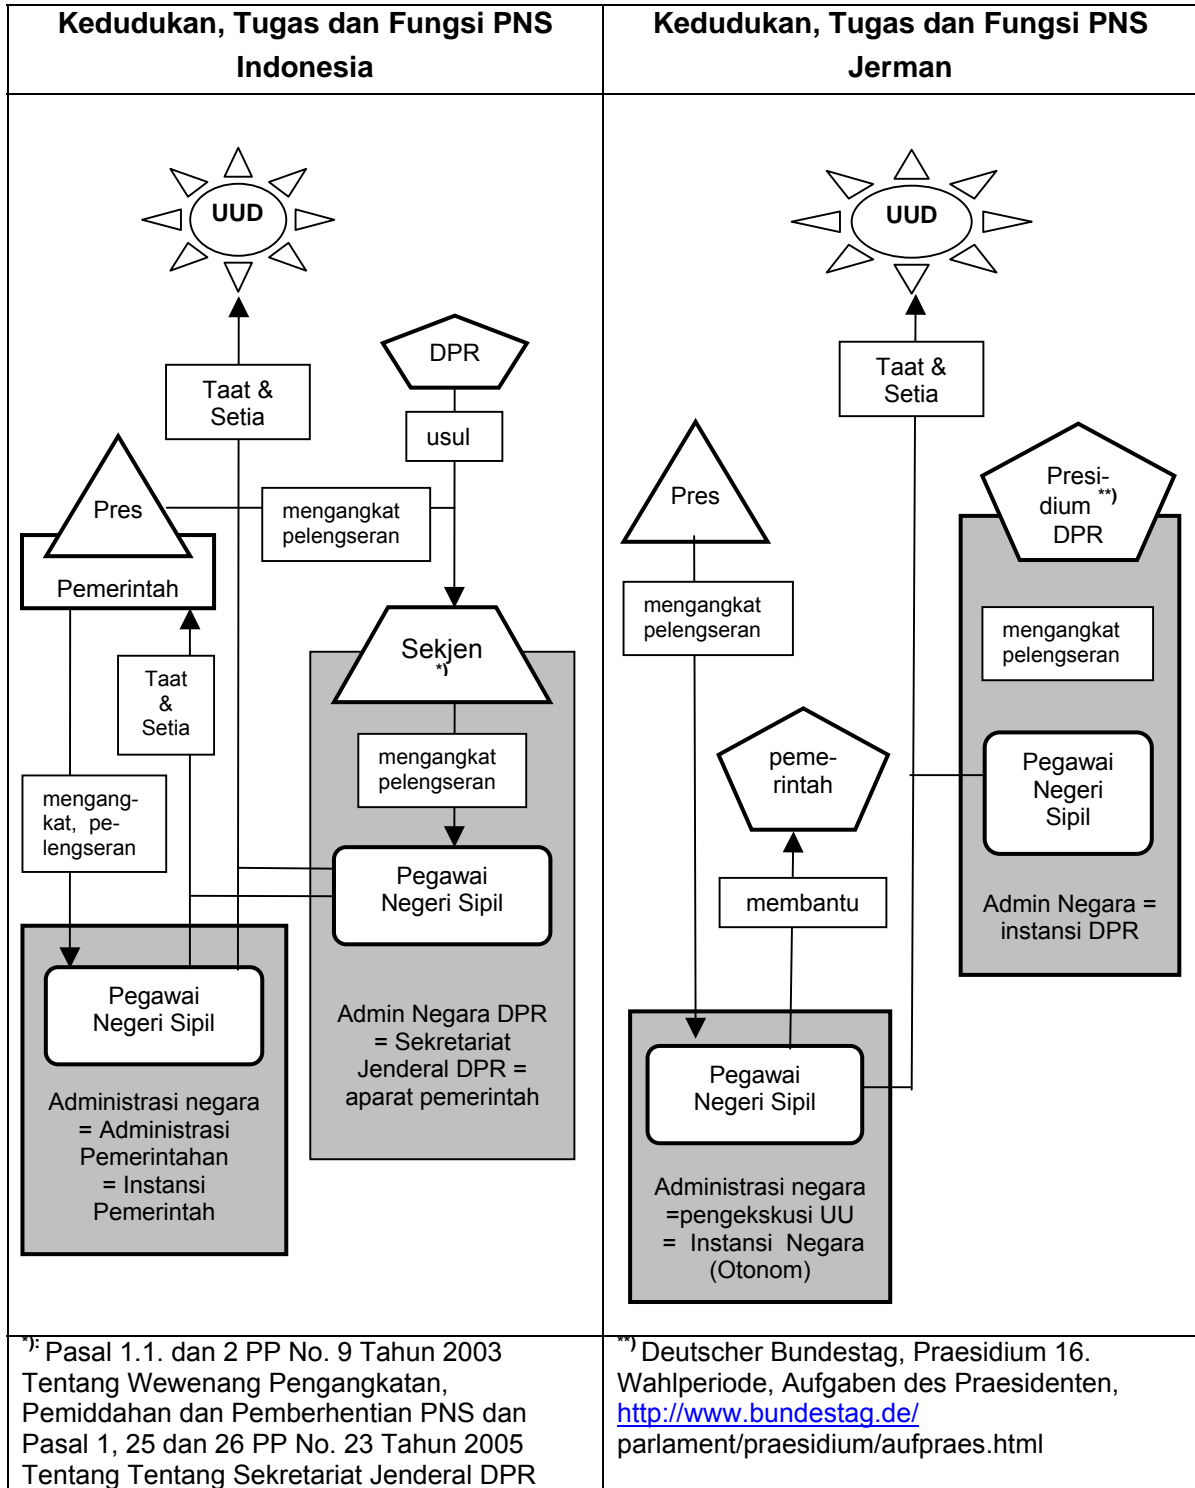 Kedudukan, Tugas dan Fungsi PNS
Indonesia
UUD
DPR
Taat &
Setia
usul
Pres
mengangkat
pelengseran
Pemerintah
Sekjen
*)
Taat
&
Setia
mengangkat
pelengseran
mengang-
kat, pe-
lengseran
Pegawai
Negeri Sipil
Pegawai
Negeri Sipil
Admin Negara DPR
= Sekretariat
Jenderal DPR =
aparat pemerintah
Administrasi negara
= Administrasi
Pemerintahan
= Instansi
Pemerintah
*): Pasal 1.1. dan 2 PP No. 9 Tahun 2003
Tentang Wewenang Pengangkatan,
Pemiddahan dan Pemberhentian PNS dan
Pasal 1, 25 dan 26 PP No. 23 Tahun 2005
Tentang Tentang Sekretariat Jenderal DPR
Kedudukan, Tugas dan Fungsi PNS
Jerman
UUD
Taat &
Setia
Pres
Presi-
dium **)
DPR
mengangkat
pelengseran
mengangkat
pelengseran
peme-
rintah
Pegawai
Negeri
Sipil
membantu
Admin Negara =
instansi DPR
Pegawai
Negeri Sipil
Administrasi negara
=pengekskusi UU
= Instansi Negara
(Otonom)
**) Deutscher Bundestag, Praesidium 16.
Wahlperiode, Aufgaben des Praesidenten,
http://www.bundestag.de/
parlament/praesidium/aufpraes.html